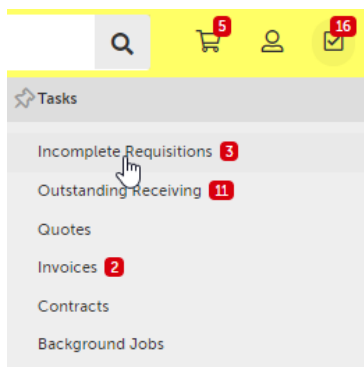 5 16
Tasks
Incomplete Requisitions 3
Outstanding Receiving 11
Quotes
Invoices 2
Contracts
Background Jobs